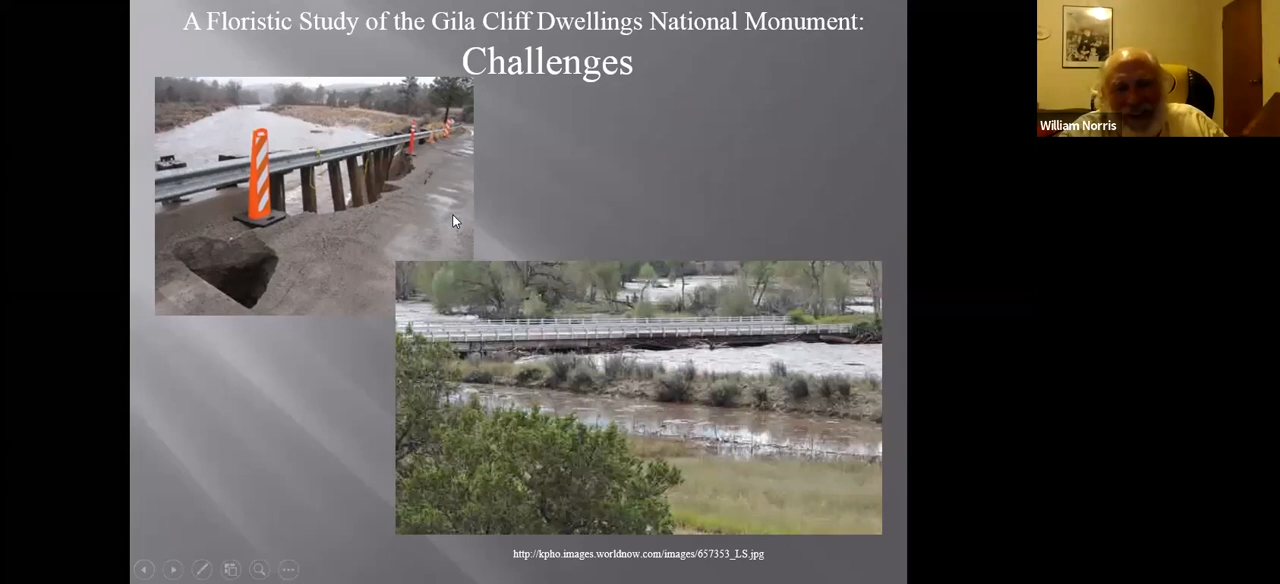 A Floristic Study of the Gila Cliff Dwellings National Monument:
Challenges
William Norris
http://kpho.images.worldnow.com/images/657353_LS.jpg